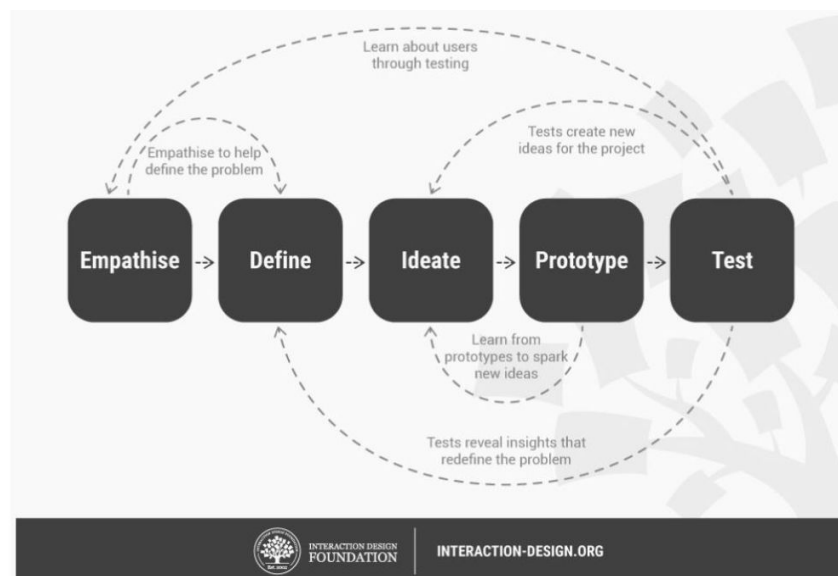 Learn about users
through testing
Tests create new
ideas for the project
Empathise to help
define the problem
Empathise
Define
Ideate
Prototype
Test
Learn from
prototypes to spark
new ideas
Tests reveal insights that
redefine the problem
INTERACTION DESIGN
FOUNDATION
Est. 2002
INTERACTION-DESIGN.ORG